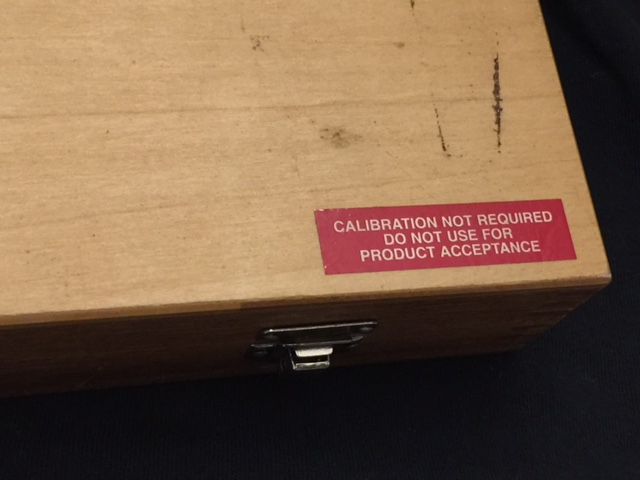 CALIBRATION NOT REQUIRED
DO NOT USE FOR
PRODUCT ACCEPTANCE